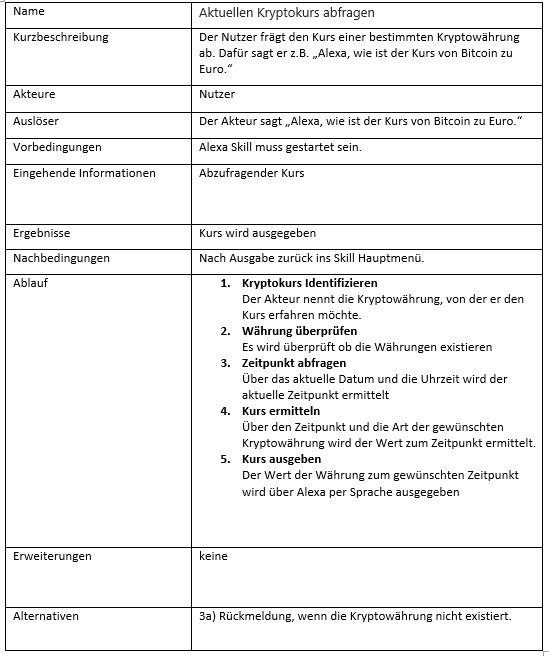 Name Aktuellen Kryptokurs abfragen
Kurzbeschreibung Der Nutzer frägt den Kurs einer bestimmten Kryptowährung
ab. Dafür sagt er z.B. „Alexa, wie ist der Kurs von Bitcoin zu
Euro.“
Akteure Nutzer
Auslöser Der Akteur sagt „Alexa, wie ist der Kurs von Bitcoin zu Euro.“
Vorbedingungen Alexa Skill muss gestartet sein.
Eingehende Informationen Abzufragender Kurs
Ergebnisse Kurs wird ausgegeben
Nachbedingungen Nach Ausgabe zurück ins Skill Hauptmenü.
Ablauf 1. Kryptokurs Identifizieren
Der Akteur nennt die Kryptowährung, von der er den
Kurs erfahren möchte.
2. Währung überprüfen
Es wird überprüft ob die Währungen existieren
3. Zeitpunkt abfragen
Über das aktuelle Datum und die Uhrzeit wird der
aktuelle Zeitpunkt ermittelt
4. Kurs ermitteln
Über den Zeitpunkt und die Art der gewünschten
Kryptowährung wird der Wert zum Zeitpunkt ermittelt.
5. Kurs ausgeben
Der Wert der Währung zum gewünschten Zeitpunkt
wird über Alexa per Sprache ausgegeben
Erweiterungen keine
Alternativen 3a) Rückmeldung, wenn die Kryptowährung nicht existiert.